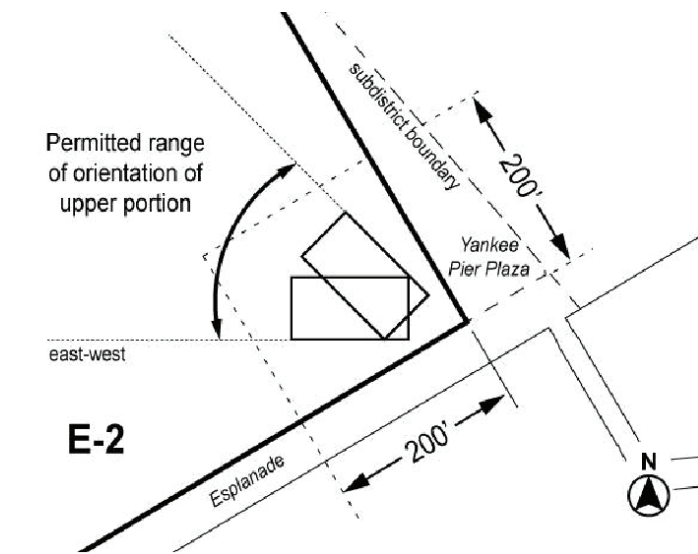 subdistrict boundary
Permitted range
of orientation of
upper portion
200'
Yankee
Pier Plaza
east-west
E-2
200'
Esplanade
N